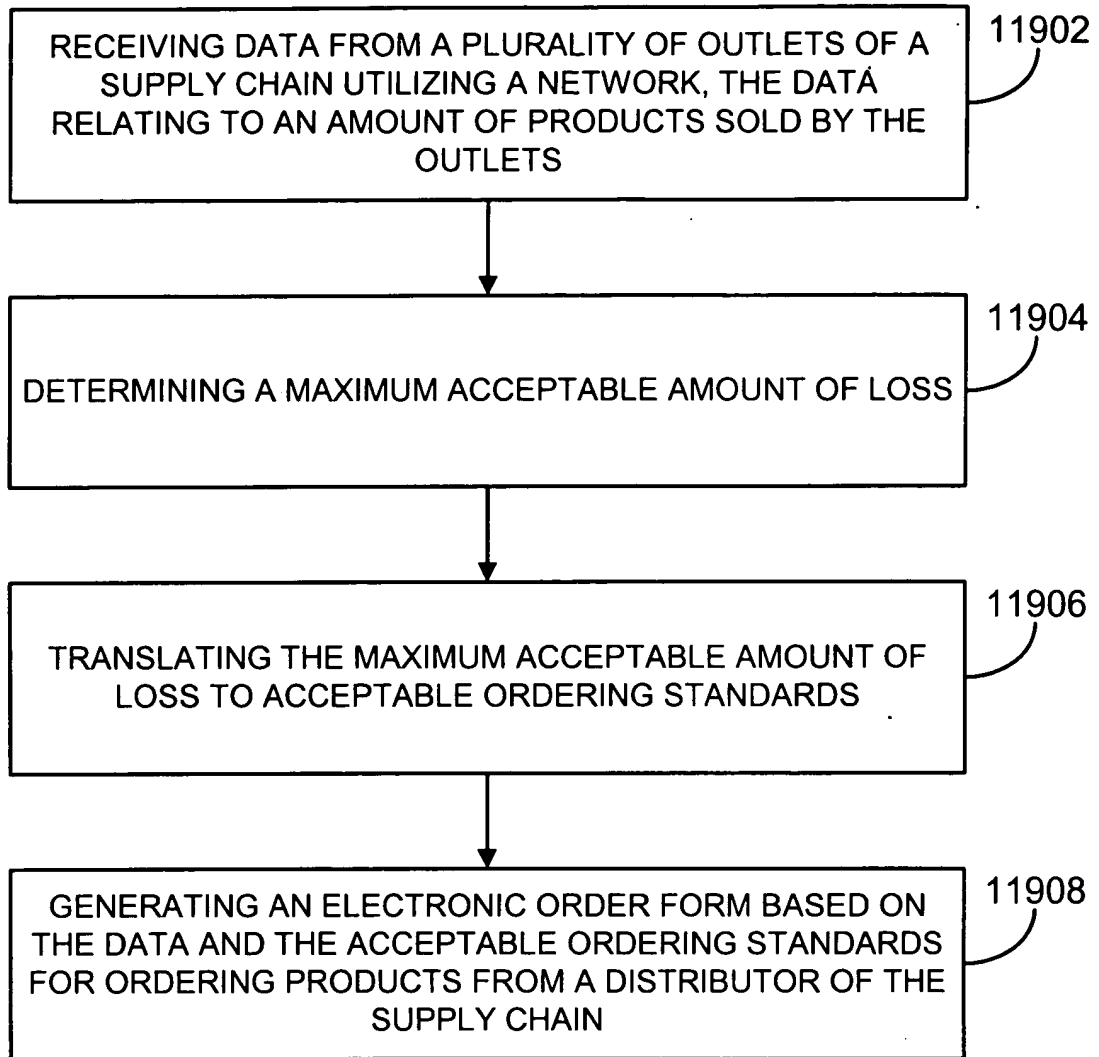 RECEIVING DATA FROM A PLURALITY OF OUTLETS OF A
SUPPLY CHAIN UTILIZING A NETWORK, THE DATA
RELATING TO AN AMOUNT OF PRODUCTS SOLD BY THE
OUTLETS
11902
DETERMINING A MAXIMUM ACCEPTABLE AMOUNT OF LOSS
11904
TRANSLATING THE MAXIMUM ACCEPTABLE AMOUNT OF
LOSS TO ACCEPTABLE ORDERING STANDARDS
11906
GENERATING AN ELECTRONIC ORDER FORM BASED ON
THE DATA AND THE ACCEPTABLE ORDERING STANDARDS
FOR ORDERING PRODUCTS FROM A DISTRIBUTOR OF THE
SUPPLY CHAIN
11908